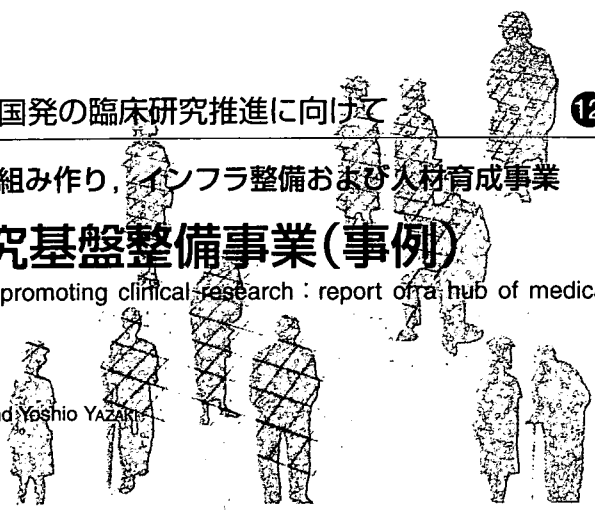 国発の臨床研究推進に向けて 12
組み作り，インフラ整備および人材育成事業
究基盤整備事業(事例)
promoting clinical research：report of a hub of medica
nd Yoshio YAZAKI